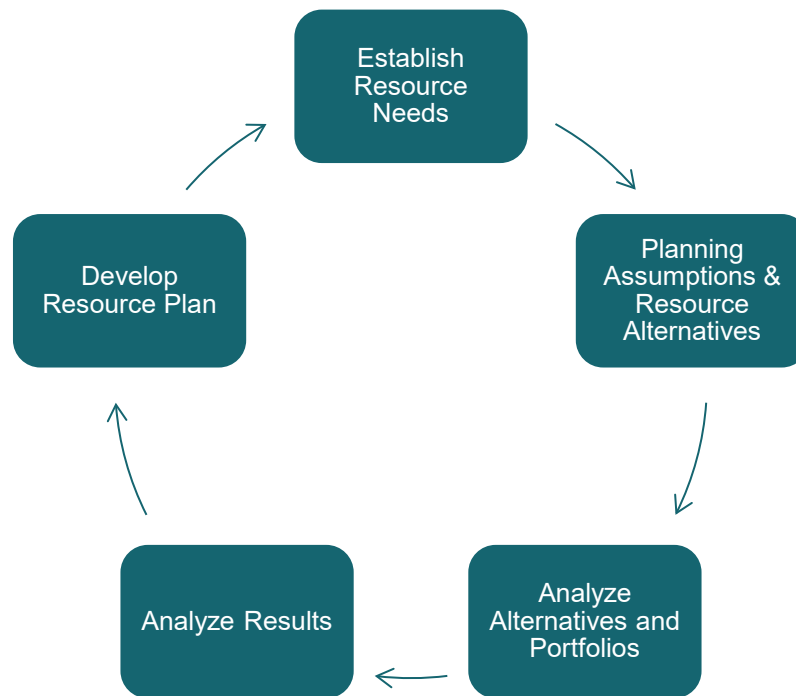 Establish
Resource
Needs
Planning
Assumptions &
Resource
Alternatives
Analyze
Alternatives and
Portfolios
Analyze Results
Develop
Resource Plan